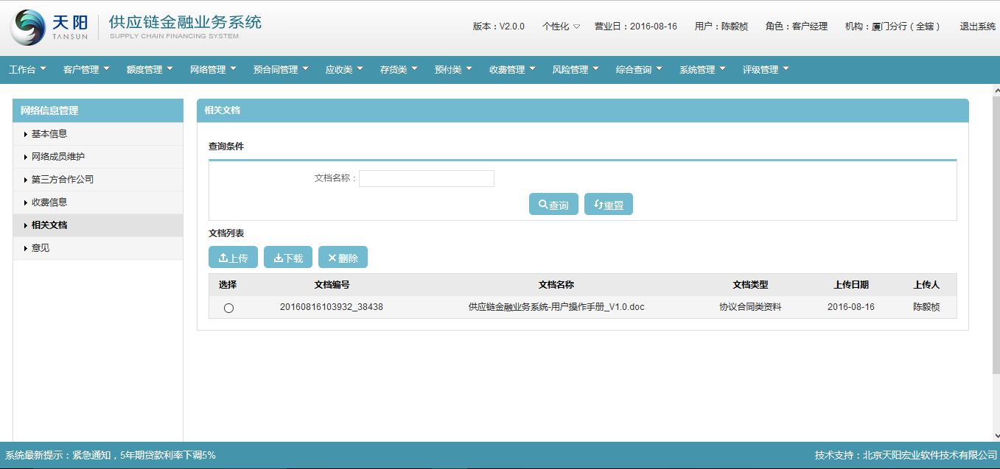 天阳
TANSUN
供应链金融业务系统
SUPPLY CHAIN FINANCING SYSTEM
版本：V2.0.0 个性化 营业日：2016-08-16 用户：陈毅桢 角色：客户经理 机构：厦门分行（全辖） 退出系统
工作台 客户管理 额度管理 网络管理 预合同管理 应收类 存货类 预付类 收费管理 风险管理 综合查询 系统管理 评级管理
网络信息管理
基本信息
网络成员维护
第三方合作公司
收费信息
相关文档
意见
相关文档
查询条件
文档名称：
查询 重置
文档列表
上传 下载 删除
选择 文档编号 文档名称 文档类型 上传日期 上传人
20160816103932_38438 供应链金融业务系统-用户操作手册_V1.0.doc 协议合同类资料 2016-08-16 陈毅桢
系统最新提示：紧急通知，5年期贷款利率下调5% 技术支持：北京天阳宏业软件技术有限公司